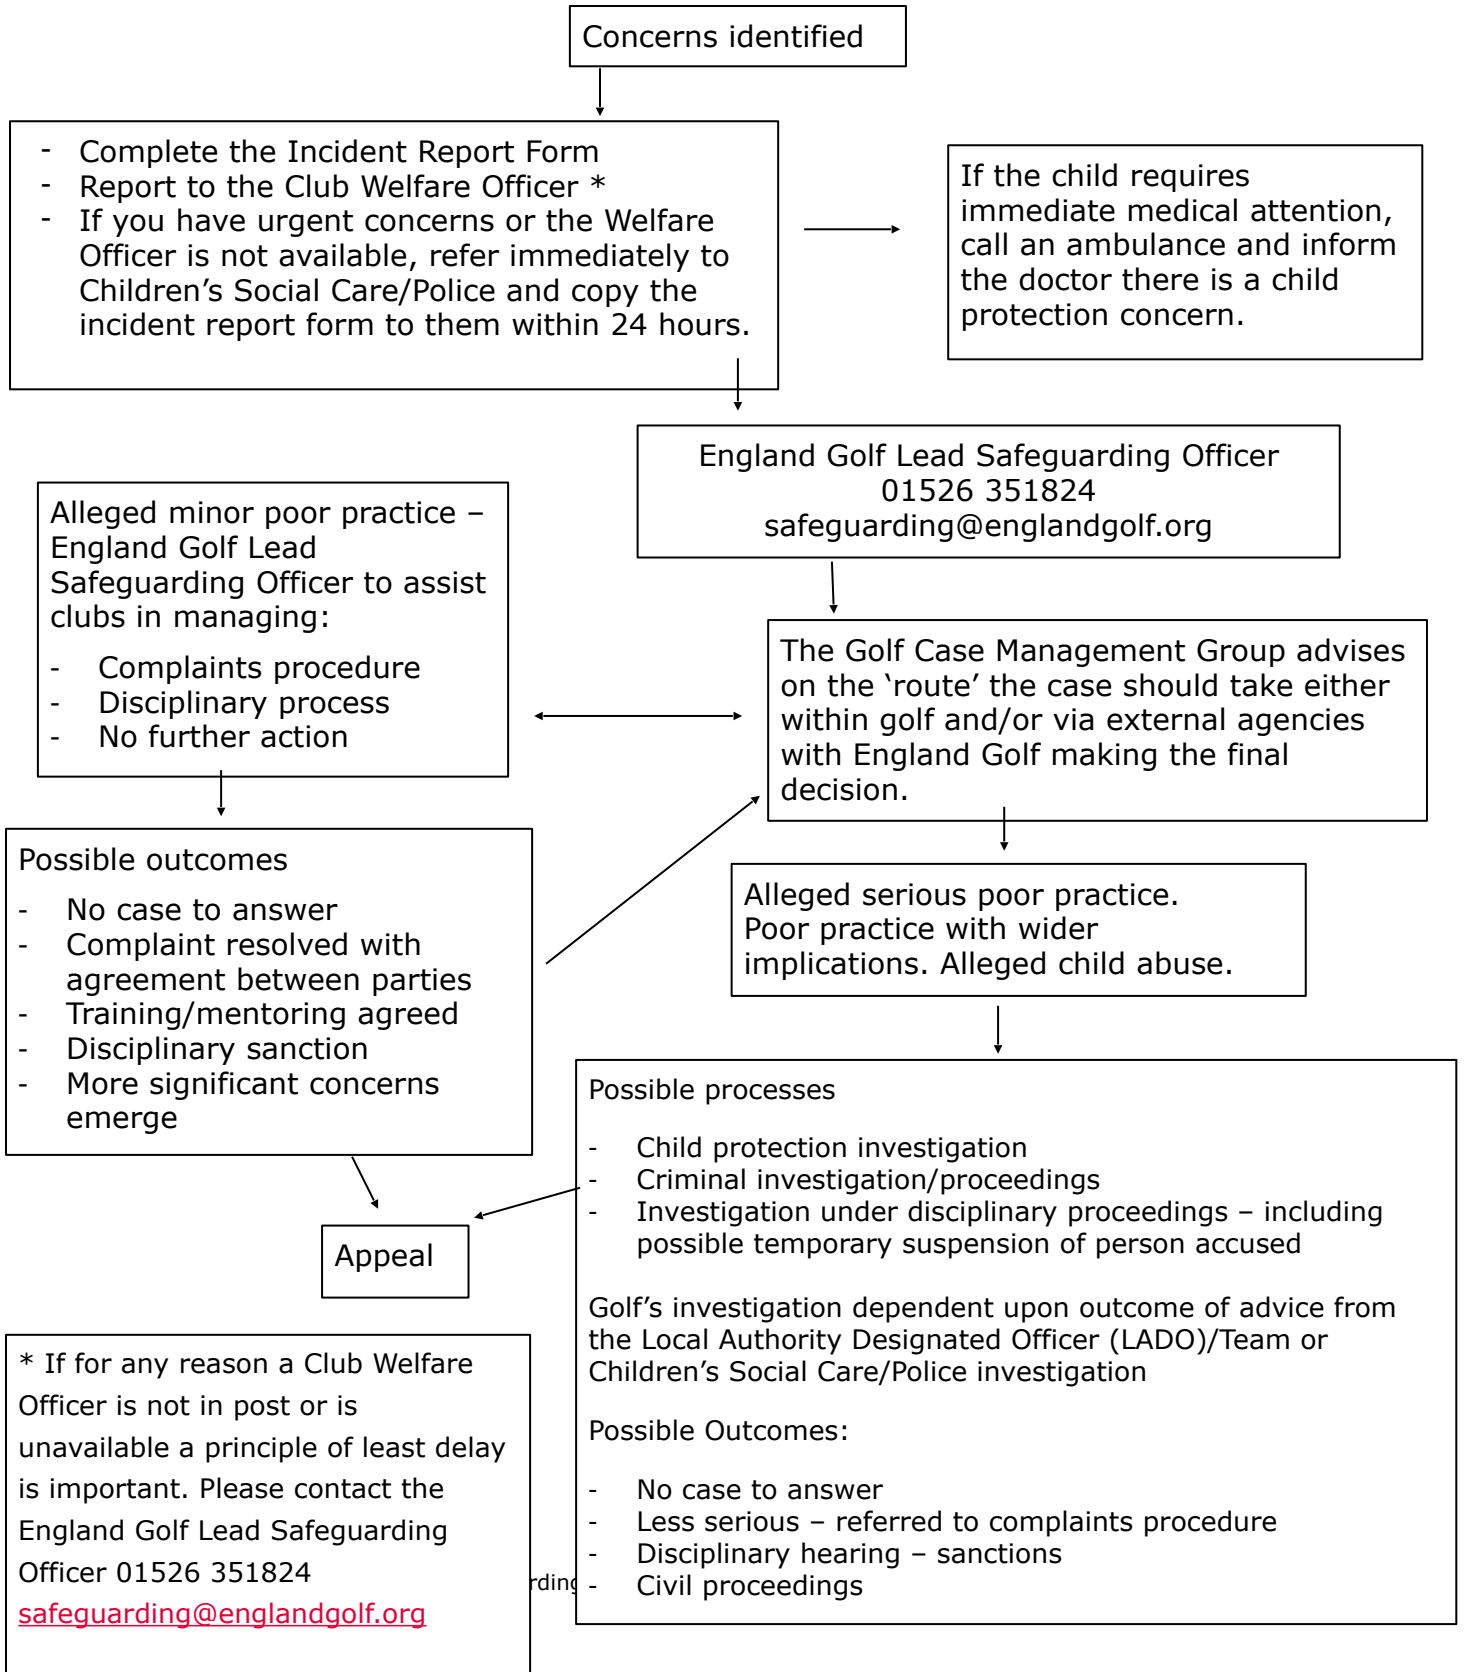 Concerns identified
- Complete the Incident Report Form
- Report to the Club Welfare Officer *
- If you have urgent concerns or the Welfare
Officer is not available, refer immediately to
Children’s Social Care/Police and copy the
incident report form to them within 24 hours.
If the child requires
immediate medical attention,
call an ambulance and inform
the doctor there is a child
protection concern.
England Golf Lead Safeguarding Officer
01526 351824
safeguarding@englandgolf.org
Alleged minor poor practice –
England Golf Lead
Safeguarding Officer to assist
clubs in managing:
- Complaints procedure
- Disciplinary process
- No further action
The Golf Case Management Group advises
on the ‘route’ the case should take either
within golf and/or via external agencies
with England Golf making the final
decision.
Possible outcomes
- No case to answer
- Complaint resolved with
agreement between parties
- Training/mentoring agreed
- Disciplinary sanction
- More significant concerns
emerge
Alleged serious poor practice.
Poor practice with wider
implications. Alleged child abuse.
Possible processes
- Child protection investigation
- Criminal investigation/proceedings
- Investigation under disciplinary proceedings – including
possible temporary suspension of person accused
Golf’s investigation dependent upon outcome of advice from
the Local Authority Designated Officer (LADO)/Team or
Children’s Social Care/Police investigation
Possible Outcomes:
- No case to answer
- Less serious – referred to complaints procedure
- Disciplinary hearing – sanctions
- Civil proceedings
Appeal
* If for any reason a Club Welfare
Officer is not in post or is
unavailable a principle of least delay
is important. Please contact the
England Golf Lead Safeguarding
Officer 01526 351824
safeguarding@englandgolf.org